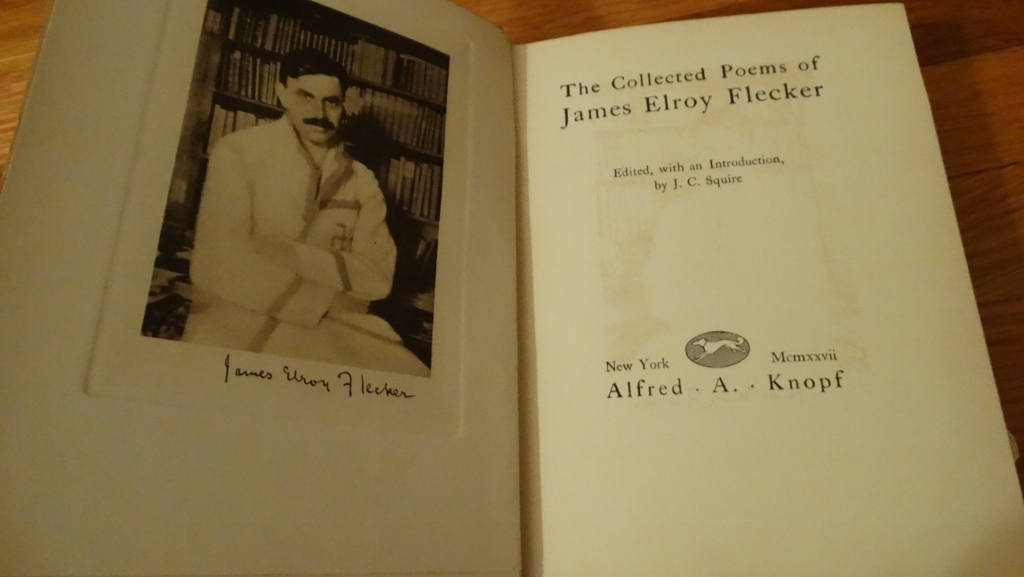 James Elroy Flecker
The Collected Poems of
James Elroy Flecker
Edited, with an Introduction,
by J. C. Squire
New York Mcmxxvii
Alfred · A. · Knopf